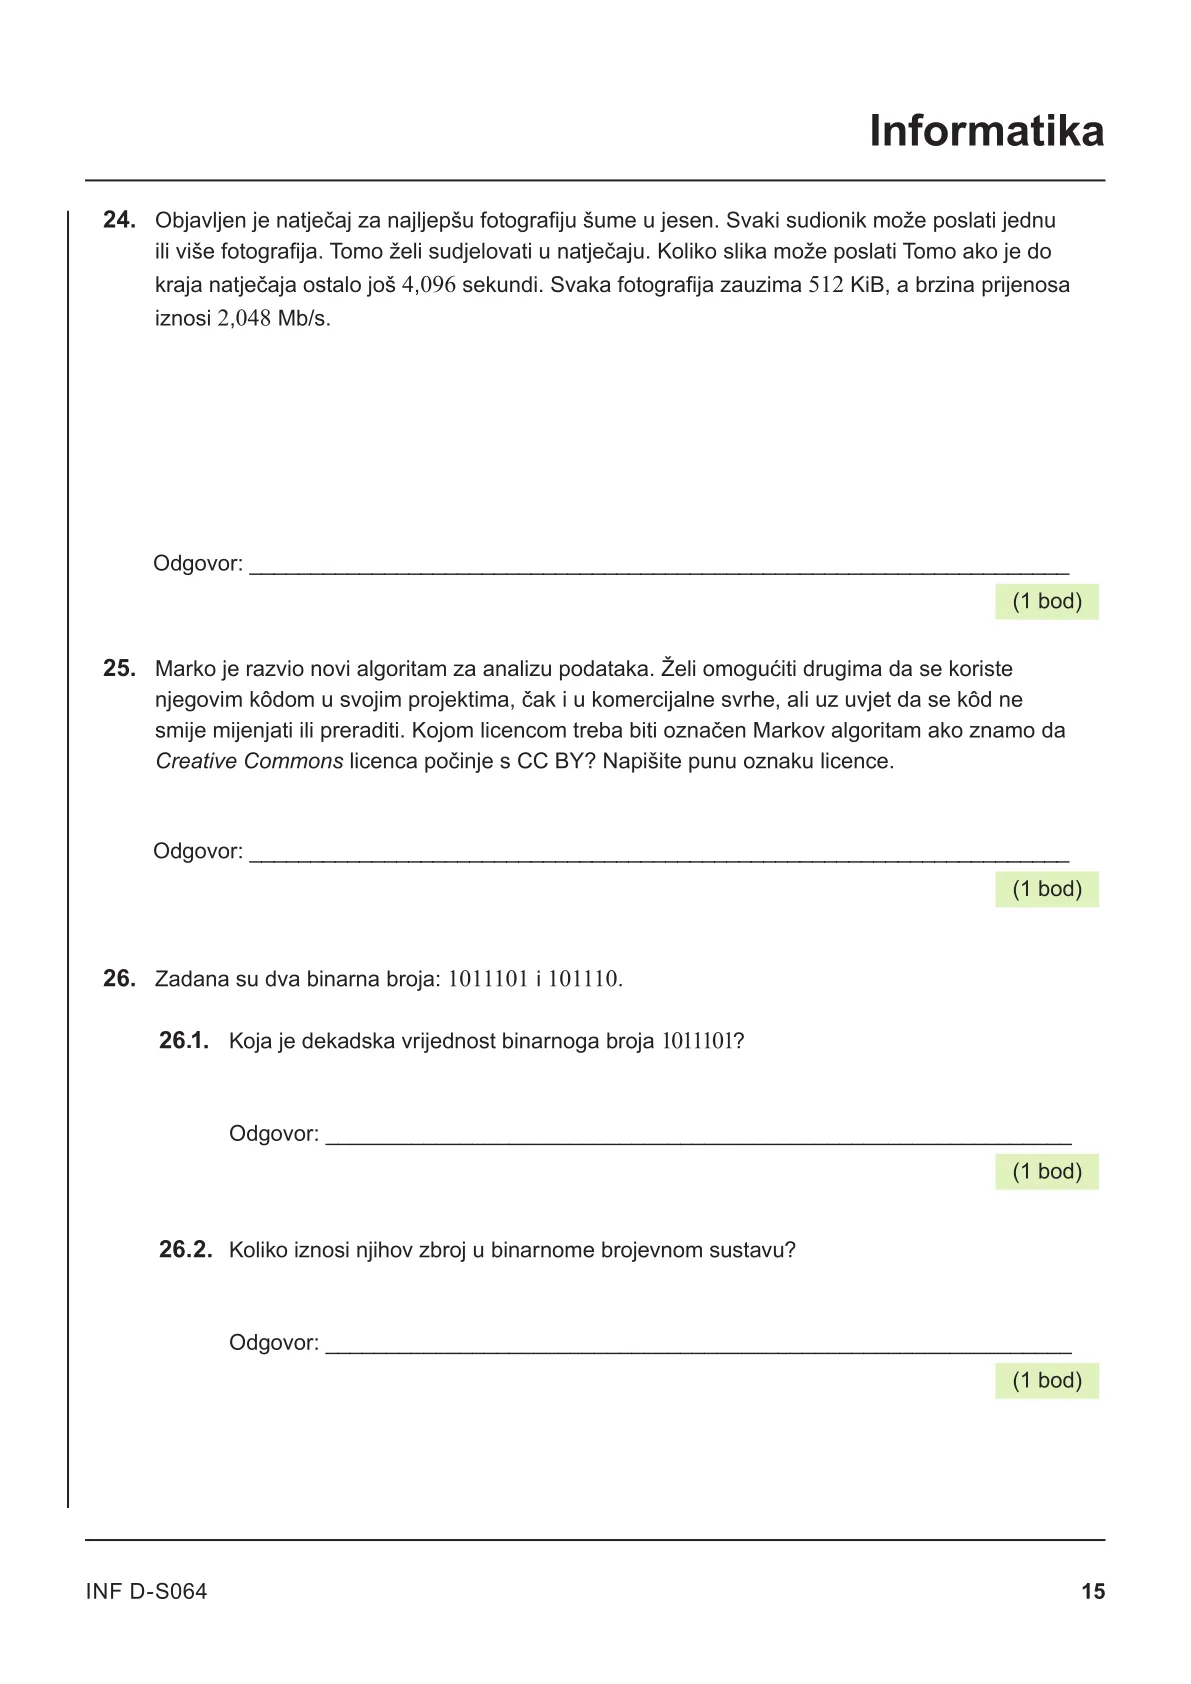 Informatika
24. Objavljen je natječaj za najljepšu fotografiju šume u jesen. Svaki sudionik može poslati jednu
ili više fotografija. Tomo želi sudjelovati u natječaju. Koliko slika može poslati Tomo ako je do
kraja natječaja ostalo još 4,096 sekundi. Svaka fotografija zauzima 512 KiB, a brzina prijenosa
iznosi 2,048 Mb/s.
Odgovor: ____________________________________________________________________
(1 bod)
25. Marko je razvio novi algoritam za analizu podataka. Želi omogućiti drugima da se koriste
njegovim kôdom u svojim projektima, čak i u komercijalne svrhe, ali uz uvjet da se kôd ne
smije mijenjati ili preraditi. Kojom licencom treba biti označen Markov algoritam ako znamo da
Creative Commons licenca počinje s CC BY? Napišite punu oznaku licence.
Odgovor: ____________________________________________________________________
(1 bod)
26. Zadana su dva binarna broja: 1011101 i 101110.
26.1. Koja je dekadska vrijednost binarnoga broja 1011101?
Odgovor: ______________________________________________________________
(1 bod)
26.2. Koliko iznosi njihov zbroj u binarnome brojevnom sustavu?
Odgovor: ______________________________________________________________
(1 bod)
INF D-S064
15